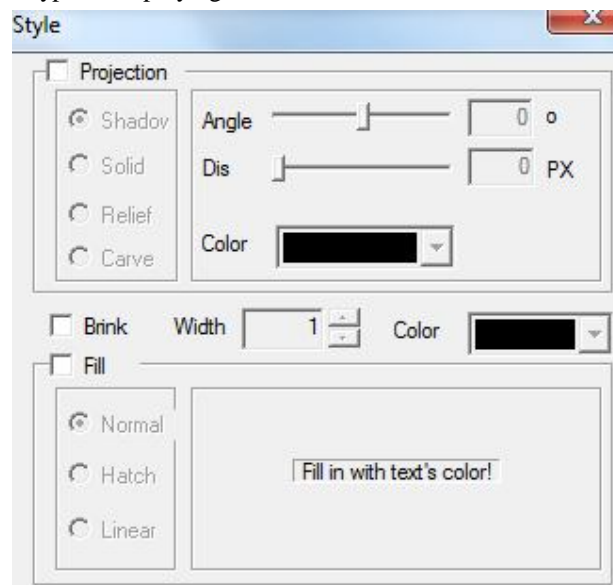 Style
Projection
Shadov
Angle 0 o
Solid
Dis 0 PX
Relief
Color
Carve
Brink Width 1 Color
Fill
Normal
Hatch
Fill in with text's color!
Linear